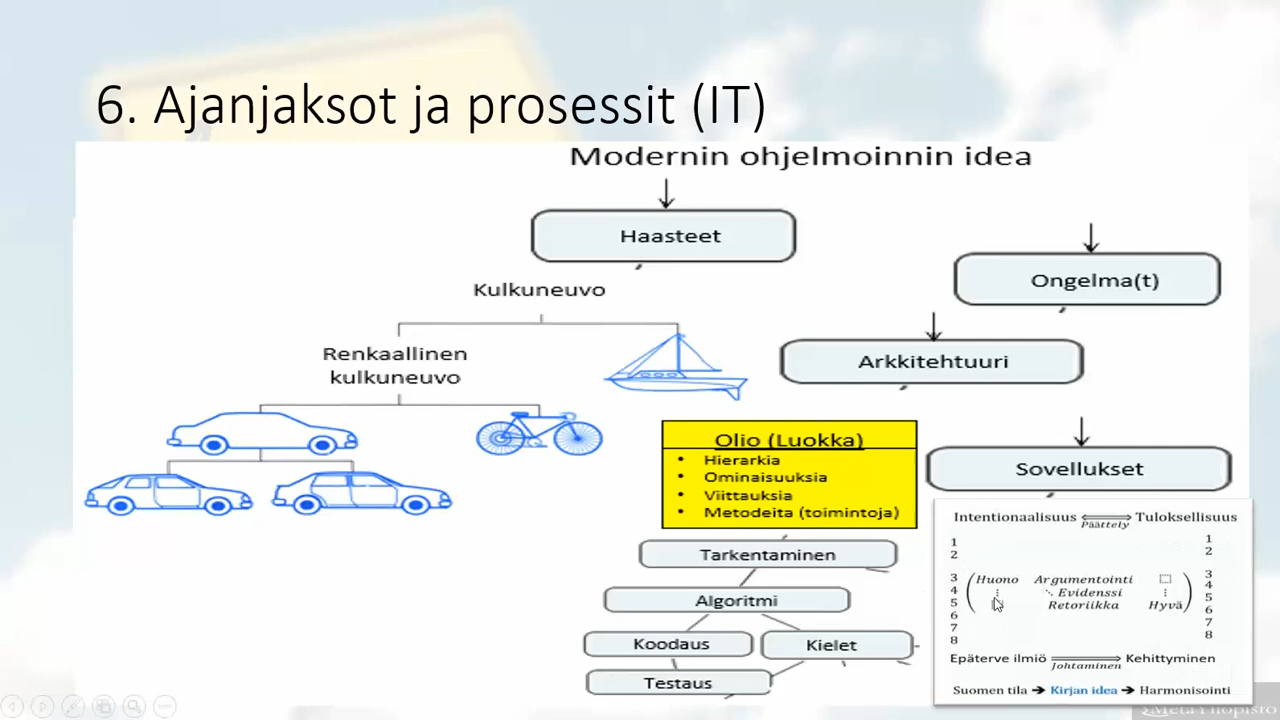 6. Ajanjaksot ja prosessit (IT)
Modernin ohjelmoinnin idea
Haasteet
Ongelma(t)
Kulkuneuvo
Renkaallinen
kulkuneuvo
Arkkitehtuuri
Olio (Luokka)
• Hierarkia
• Ominaisuuksia
• Viittauksia
• Metodeita (toimintoja)
Sovellukset
Tarkentaminen
Algoritmi
Koodaus
Kielet
Testaus
Intentionaalisuus ⟺ Tuloksellisuus
Päättely
1 1
2 2
3 3
4 4
5 5
6 6
7 7
8 8
Huono Argumentointi
Evidenssi
Retoriikka Hyvä
Epäterve ilmiö ⟹ Kehittyminen
Johtaminen
Suomen tila ➔ Kirjan idea ➔ Harmonisointi
MetaYliopisto